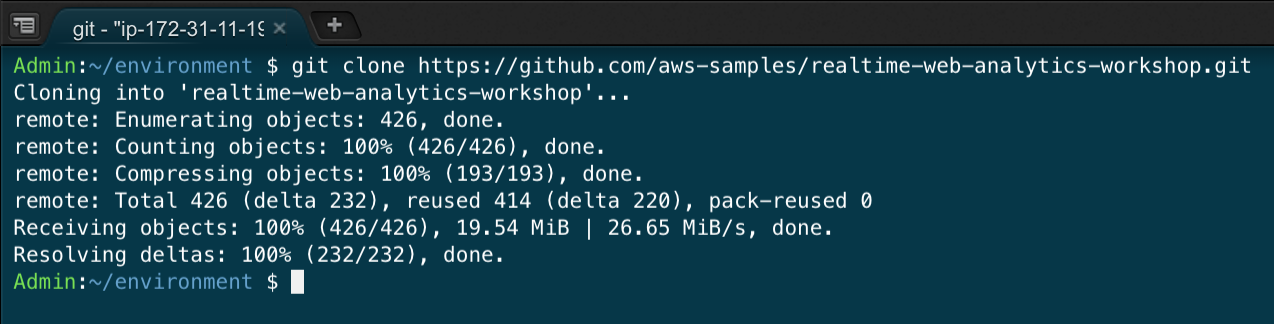 git - "ip-172-31-11-19
Admin:~/environment $ git clone https://github.com/aws-samples/realtime-web-analytics-workshop.git
Cloning into 'realtime-web-analytics-workshop'...
remote: Enumerating objects: 426, done.
remote: Counting objects: 100% (426/426), done.
remote: Compressing objects: 100% (193/193), done.
remote: Total 426 (delta 232), reused 414 (delta 220), pack-reused 0
Receiving objects: 100% (426/426), 19.54 MiB | 26.65 MiB/s, done.
Resolving deltas: 100% (232/232), done.
Admin:~/environment $